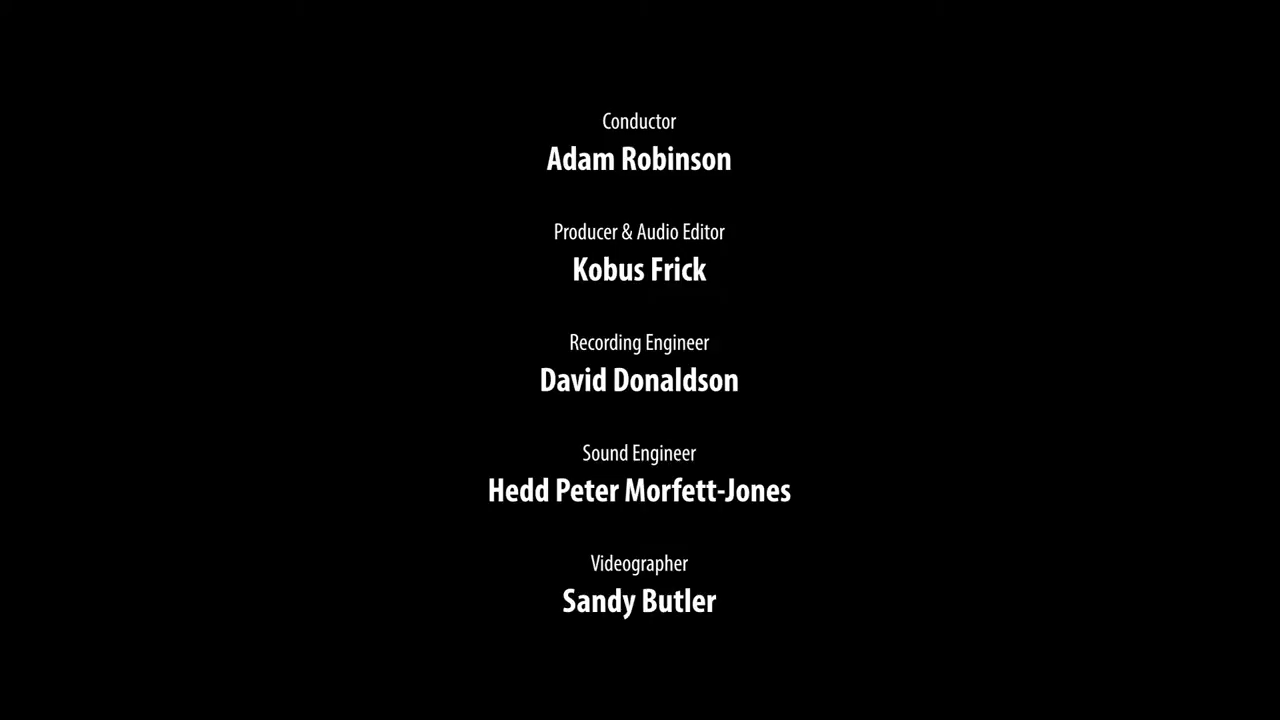 Conductor
Adam Robinson
Producer & Audio Editor
Kobus Frick
Recording Engineer
David Donaldson
Sound Engineer
Hedd Peter Morfett-Jones
Videographer
Sandy Butler